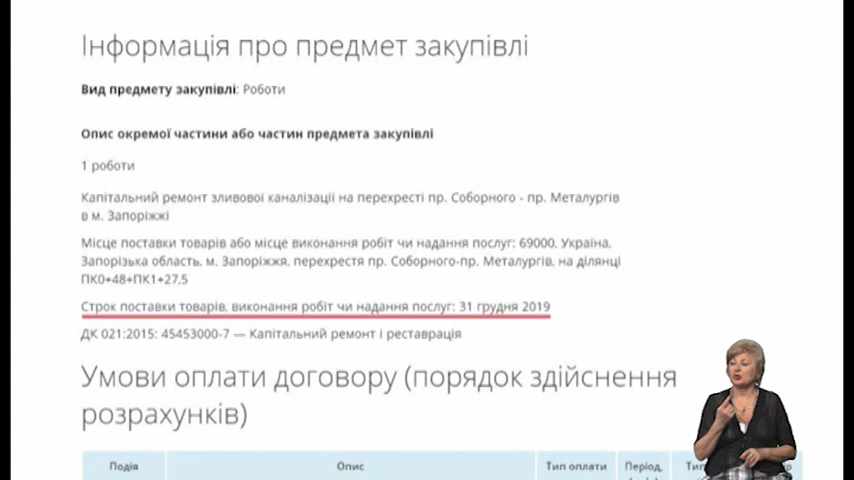 Інформація про предмет закупівлі
Вид предмету закупівлі: Роботи
Опис окремої частини або частин предмета закупівлі
1 роботи
Капітальний ремонт зливової каналізації на перехресті пр. Соборного - пр. Металургів
в м. Запоріжжі
Місце поставки товарів або місце виконання робіт чи надання послуг: 69000, Україна,
Запорізька область, м. Запоріжжя, перехрестя пр. Соборного-пр. Металургів, на ділянці
ПК0+48+ПК1+27,5
Строк поставки товарів, виконання робіт чи надання послуг: 31 грудня 2019
ДК 021:2015: 45453000-7 — Капітальний ремонт і реставрація
Умови оплати договору (порядок здійснення
розрахунків)
Подія Опис Тип оплати Період,